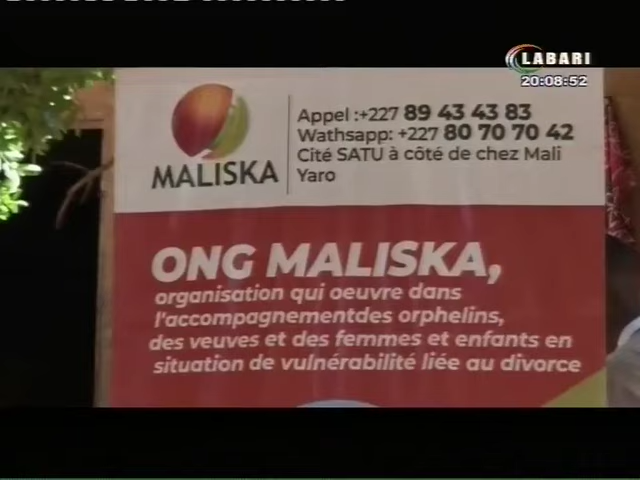 LABARI
20:08:52
MALISKA
Appel :+227 89 43 43 83
Wathsapp: +227 80 70 70 42
Cité SATU à côté de chez Mali
Yaro
ONG MALISKA,
organisation qui oeuvre dans
l'accompagnementdes orphelins,
des veuves et des femmes et enfants en
situation de vulnérabilité liée au divorce